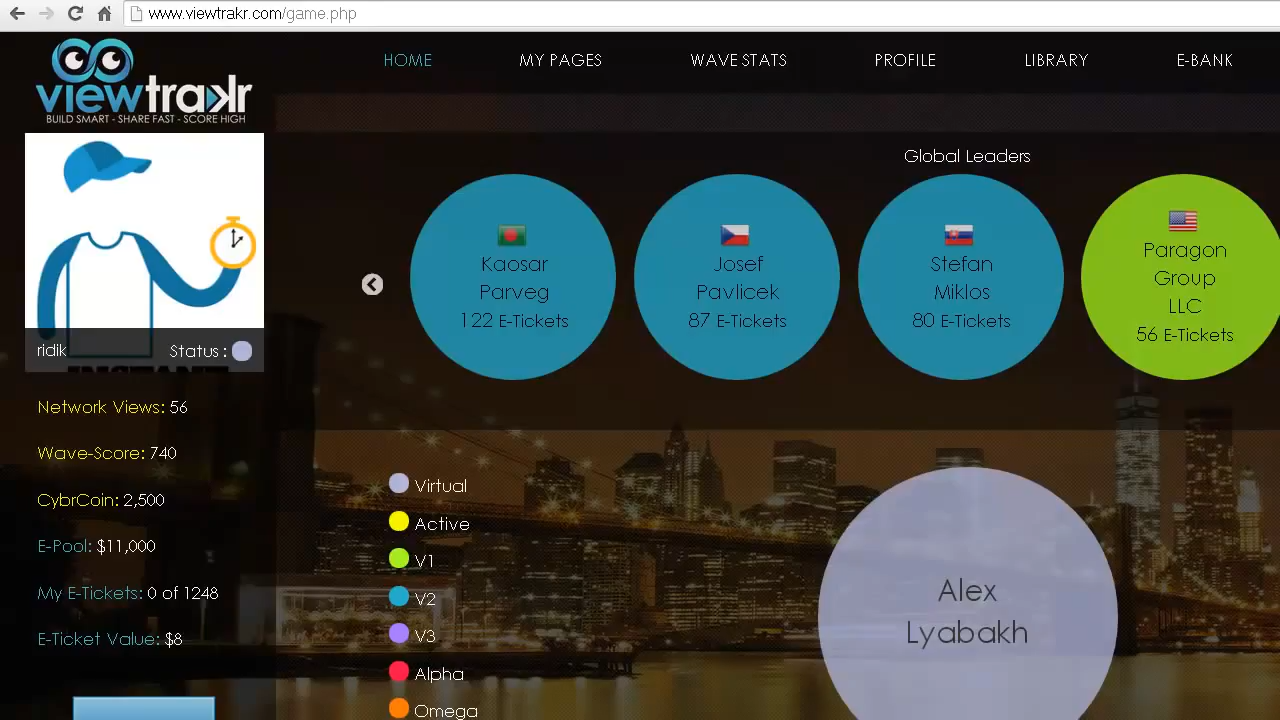 www.viewtrakr.com/game.php
viewtrakr
BUILD SMART - SHARE FAST - SCORE HIGH
HOME
MY PAGES
WAVE STATS
PROFILE
LIBRARY
E-BANK
Global Leaders
Kaosar
Parveg
122 E-Tickets
Josef
Pavlicek
87 E-Tickets
Stefan
Miklos
80 E-Tickets
Paragon
Group
LLC
56 E-Tickets
ridik
Status :
Network Views: 56
Wave-Score: 740
CybrCoin: 2,500
E-Pool: $11,000
My E-Tickets: 0 of 1248
E-Ticket Value: $8
Virtual
Active
V1
V2
V3
Alpha
Omega
Alex
Lyabakh